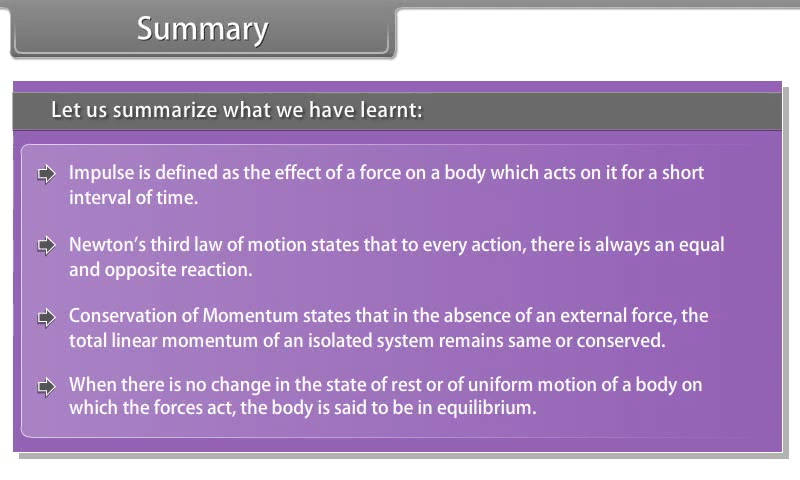 Summary
Let us summarize what we have learnt:
Impulse is defined as the effect of a force on a body which acts on it for a short
interval of time.
Newton's third law of motion states that to every action, there is always an equal
and opposite reaction.
Conservation of Momentum states that in the absence of an external force, the
total linear momentum of an isolated system remains same or conserved.
When there is no change in the state of rest or of uniform motion of a body on
which the forces act, the body is said to be in equilibrium.